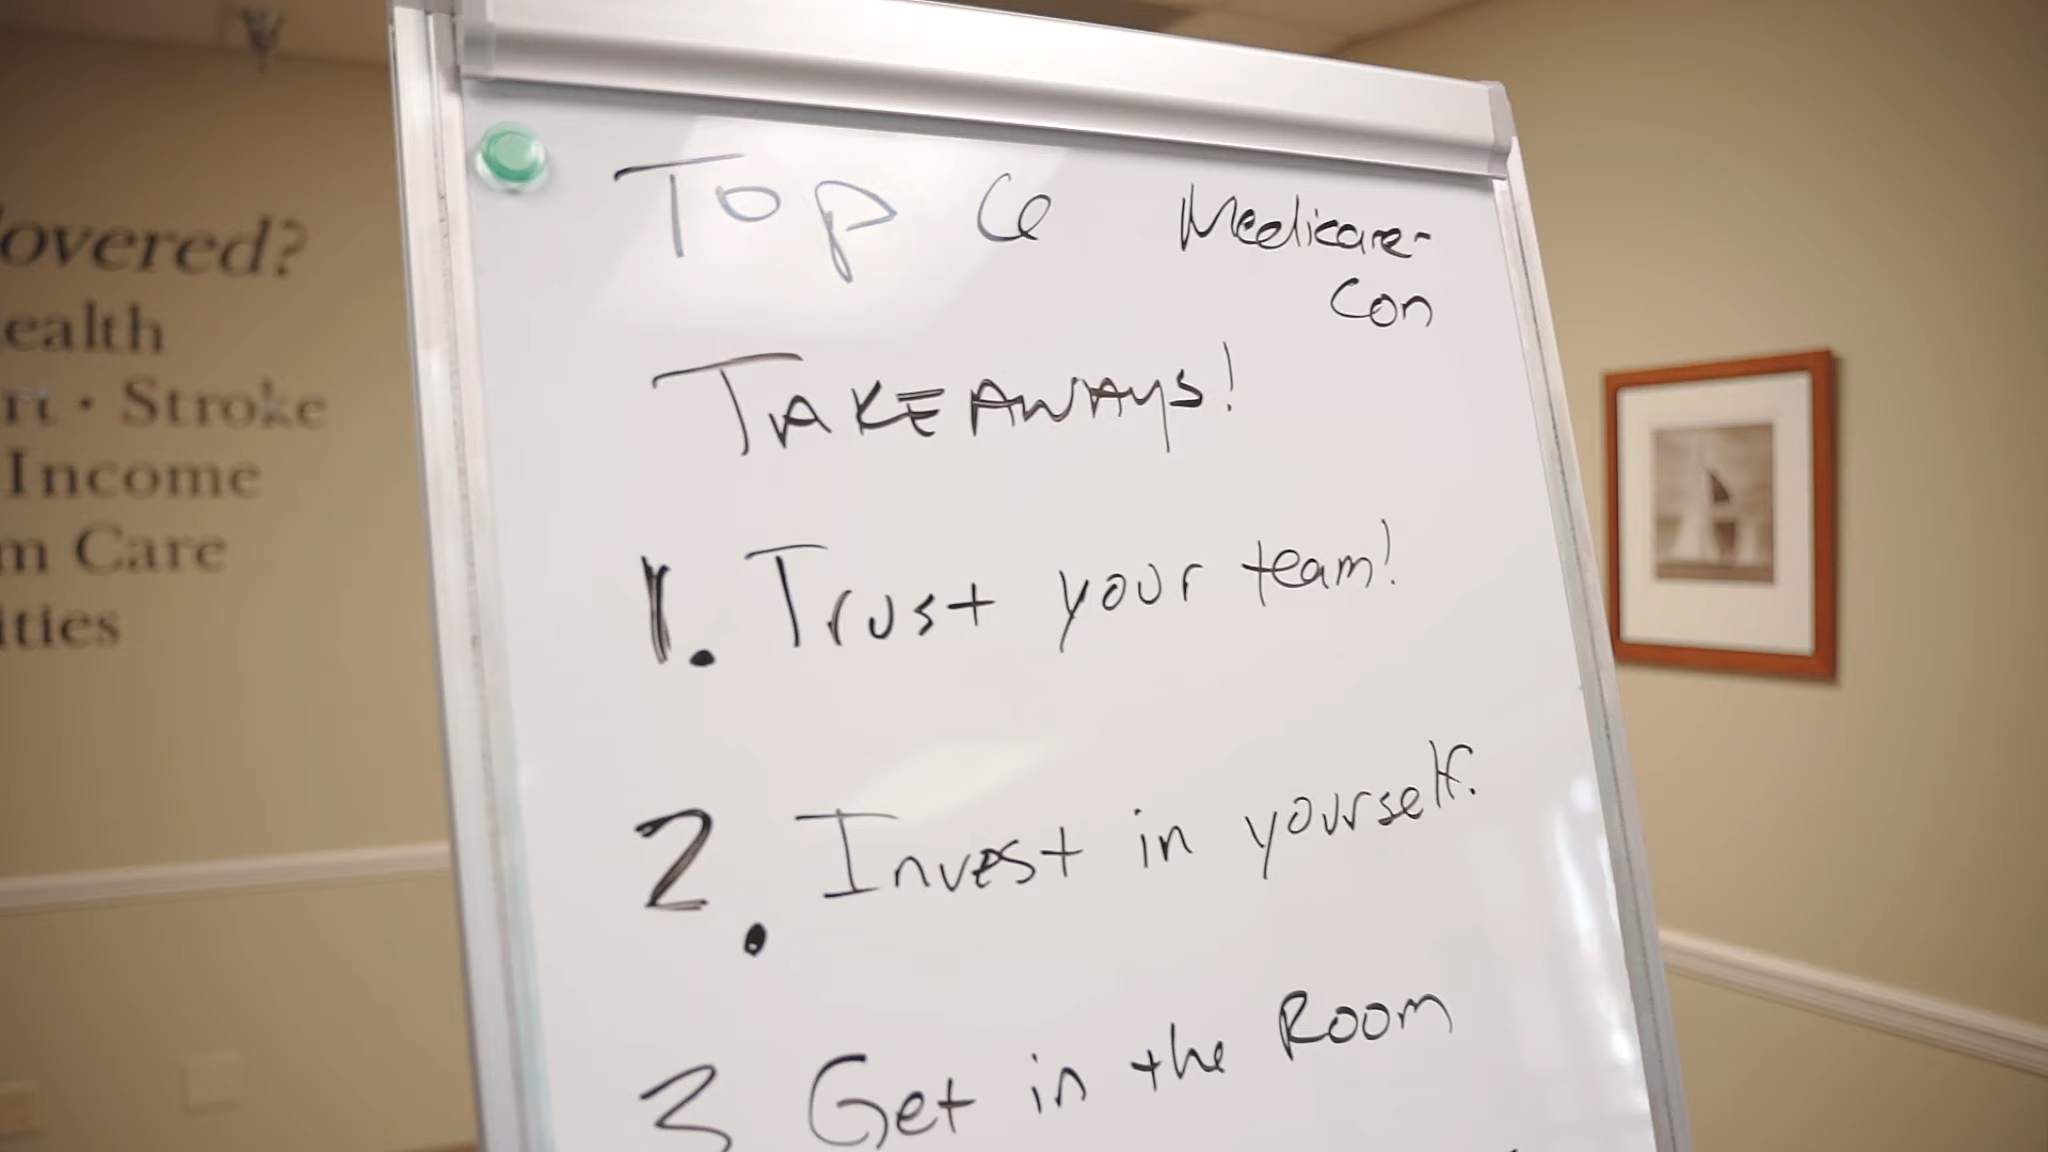 Top 6 Medicare-
Con
TAKEAWAYS!
1. Trust your team!
2. Invest in yourself.
3 Get in the Room
overed?
ealth
rt • Stroke
Income
m Care
ities